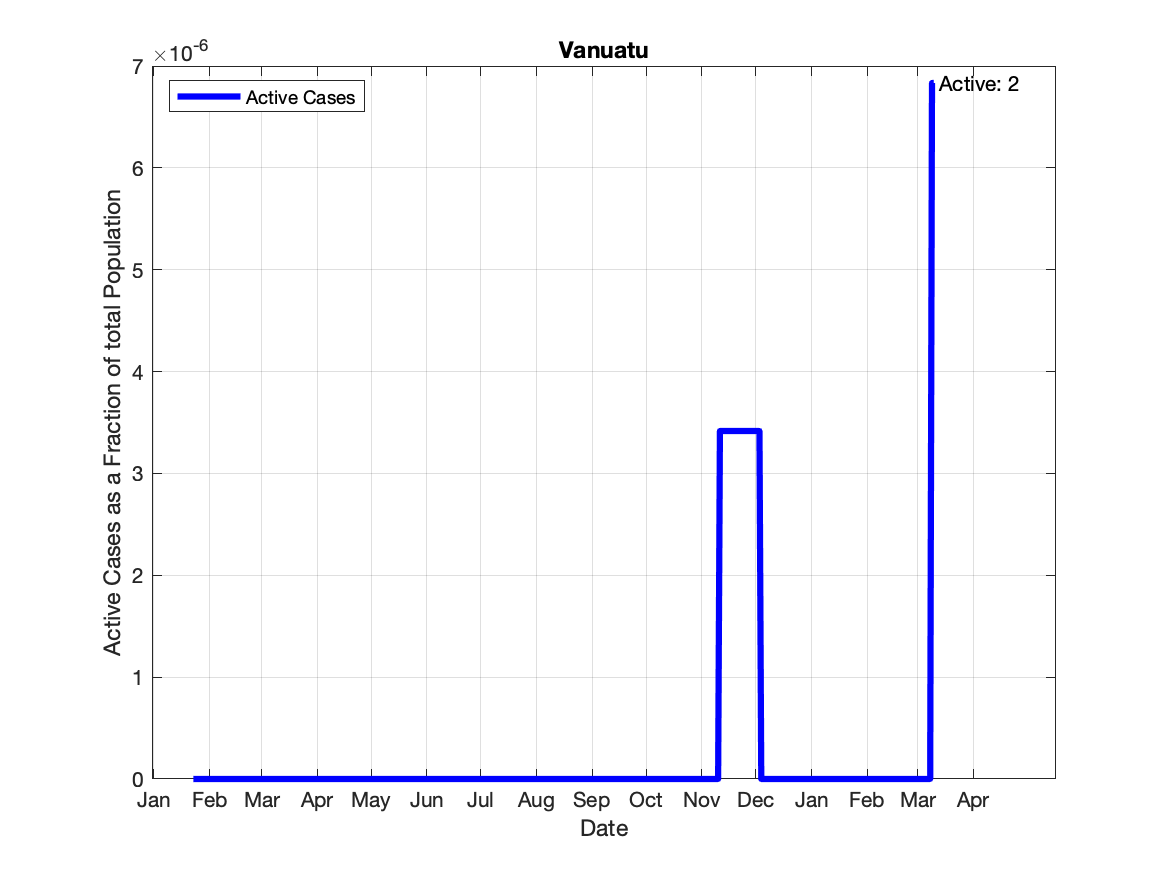 Vanuatu
×10-6
Active Cases
Active: 2
7
6
5
4
3
2
1
0
Active Cases as a Fraction of total Population
Jan Feb Mar Apr May Jun Jul Aug Sep Oct Nov Dec Jan Feb Mar Apr
Date